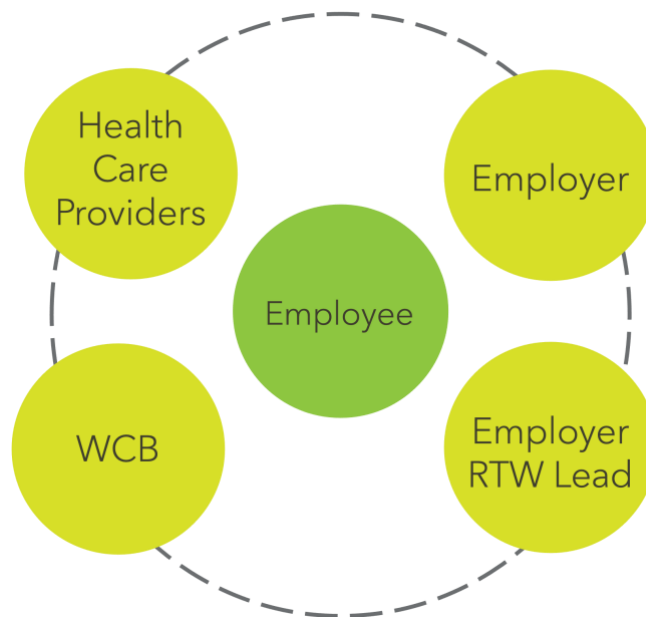 Health
Care
Providers
Employer
Employee
WCB
Employer
RTW Lead